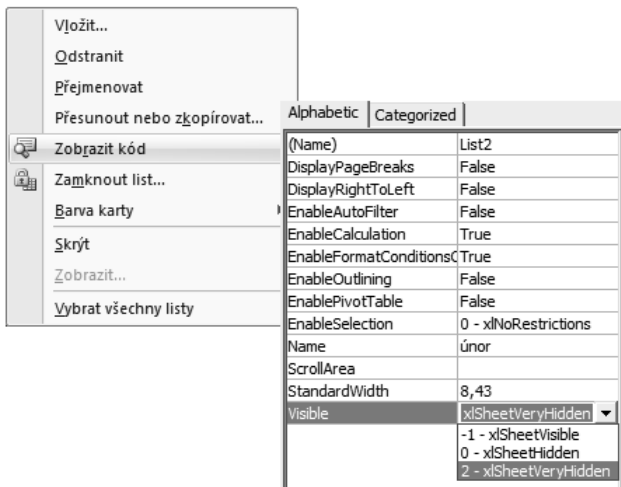 Vložit...
Odstranit
Přejmenovat
Přesunout nebo zkopírovat...
Zobrazit kód
Zamknout list...
Barva karty
Skrýt
Zobrazit...
Vybrat všechny listy
Alphabetic Categorized
(Name) List2
DisplayPageBreaks False
DisplayRightToLeft False
EnableAutoFilter False
EnableCalculation True
EnableFormatConditionsC True
EnableOutlining False
EnablePivotTable False
EnableSelection 0 - xlNoRestrictions
Name únor
ScrollArea
StandardWidth 8,43
Visible xlSheetVeryHidden
-1 - xlSheetVisible
0 - xlSheetHidden
2 - xlSheetVeryHidden